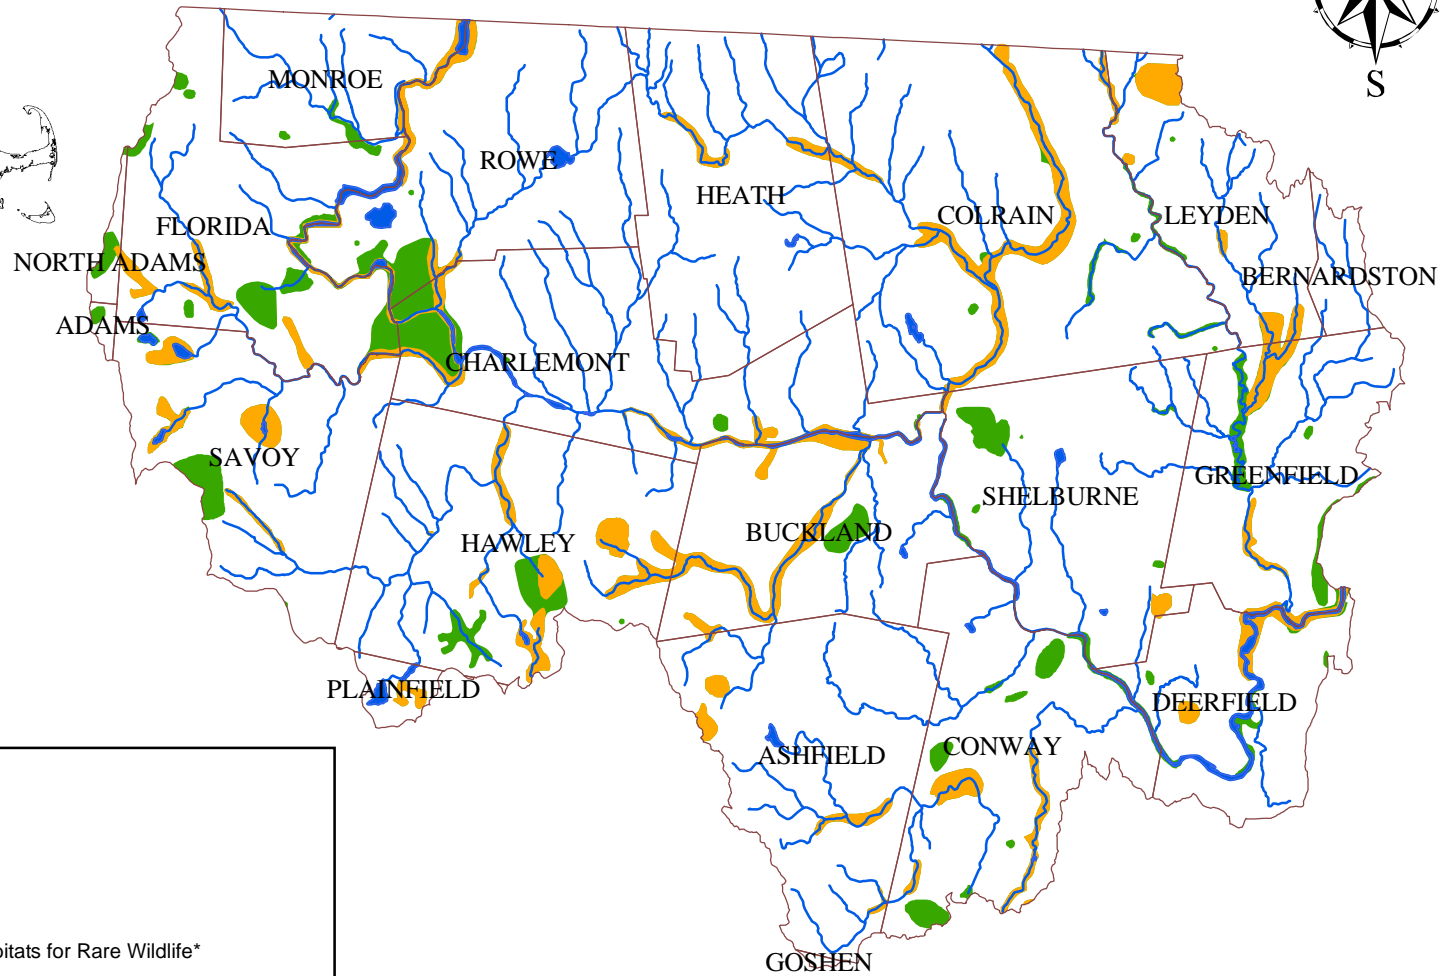 S
MONROE
ROWE
HEATH
COLRAIN
LEYDEN
FLORIDA
NORTH ADAMS
BERNARDSTON
ADAMS
CHARLEMONT
SAVOY
GREENFIELD
SHELBURNE
BUCKLAND
HAWLEY
PLAINFIELD
DEERFIELD
CONWAY
ASHFIELD
GOSHEN
itats for Rare Wildlife*